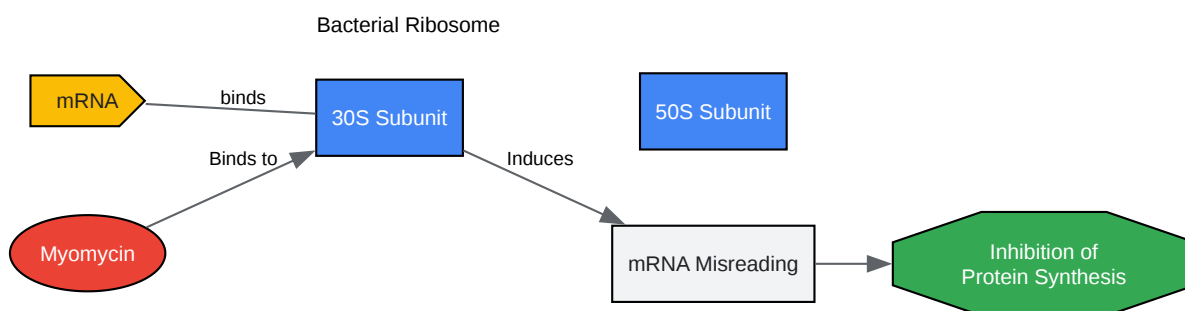 Bacterial Ribosome
mRNA
binds
30S Subunit
50S Subunit
Binds to
Induces
Myomycin
mRNA Misreading
Inhibition of
Protein Synthesis